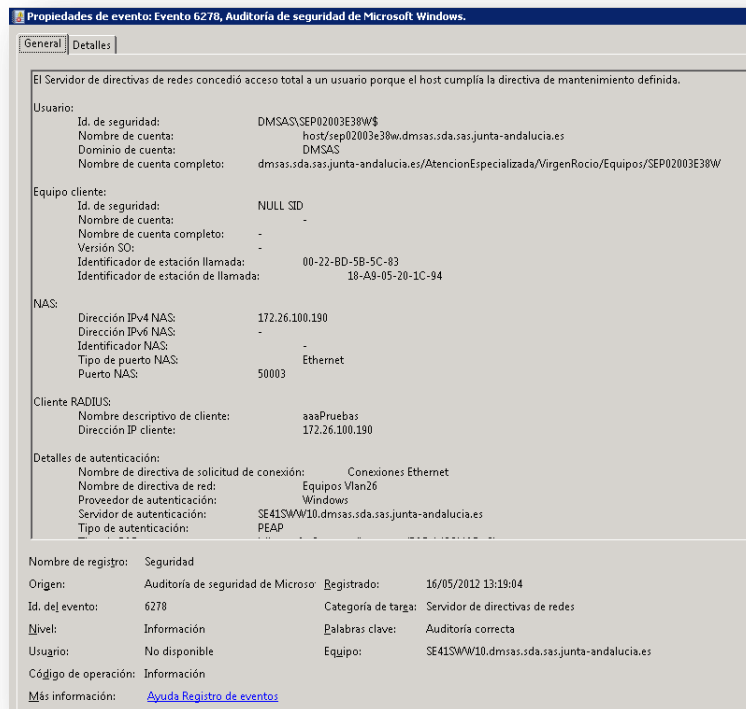 Propiedades de evento: Evento 6278, Auditoría de seguridad de Microsoft Windows.
General Detalles
El Servidor de directivas de redes concedió acceso total a un usuario porque el host cumplía la directiva de mantenimiento definida.
Usuario:
Id. de seguridad: DMSAS\SEP02003E38W$
Nombre de cuenta: host/sep02003e38w.dmsas.sda.sas.junta-andalucia.es
Dominio de cuenta: DMSAS
Nombre de cuenta completo: dmsas.sda.sas.junta-andalucia.es/AtencionEspecializada/VirgenRocio/Equipos/SEP02003E38W
Equipo cliente:
Id. de seguridad: NULL SID
Nombre de cuenta: -
Nombre de cuenta completo: -
Versión SO: -
Identificador de estación llamada: 00-22-BD-5B-5C-83
Identificador de estación de llamada: 18-A9-05-20-1C-94
NAS:
Dirección IPv4 NAS: 172.26.100.190
Dirección IPv6 NAS: -
Identificador NAS: -
Tipo de puerto NAS: Ethernet
Puerto NAS: 50003
Cliente RADIUS:
Nombre descriptivo de cliente: aaaPruebas
Dirección IP cliente: 172.26.100.190
Detalles de autenticación:
Nombre de directiva de solicitud de conexión: Conexiones Ethernet
Nombre de directiva de red: Equipos Vlan26
Proveedor de autenticación: Windows
Servidor de autenticación: SE41SWW10.dmsas.sda.sas.junta-andalucia.es
Tipo de autenticación: PEAP
Nombre de registro: Seguridad
Origen: Auditoría de seguridad de Microso Registrado: 16/05/2012 13:19:04
Id. del evento: 6278 Categoría de tarea: Servidor de directivas de redes
Nivel: Información Palabras clave: Auditoría correcta
Usuario: No disponible Equipo: SE41SWW10.dmsas.sda.sas.junta-andalucia.es
Código de operación: Información
Más información: Ayuda Registro de eventos